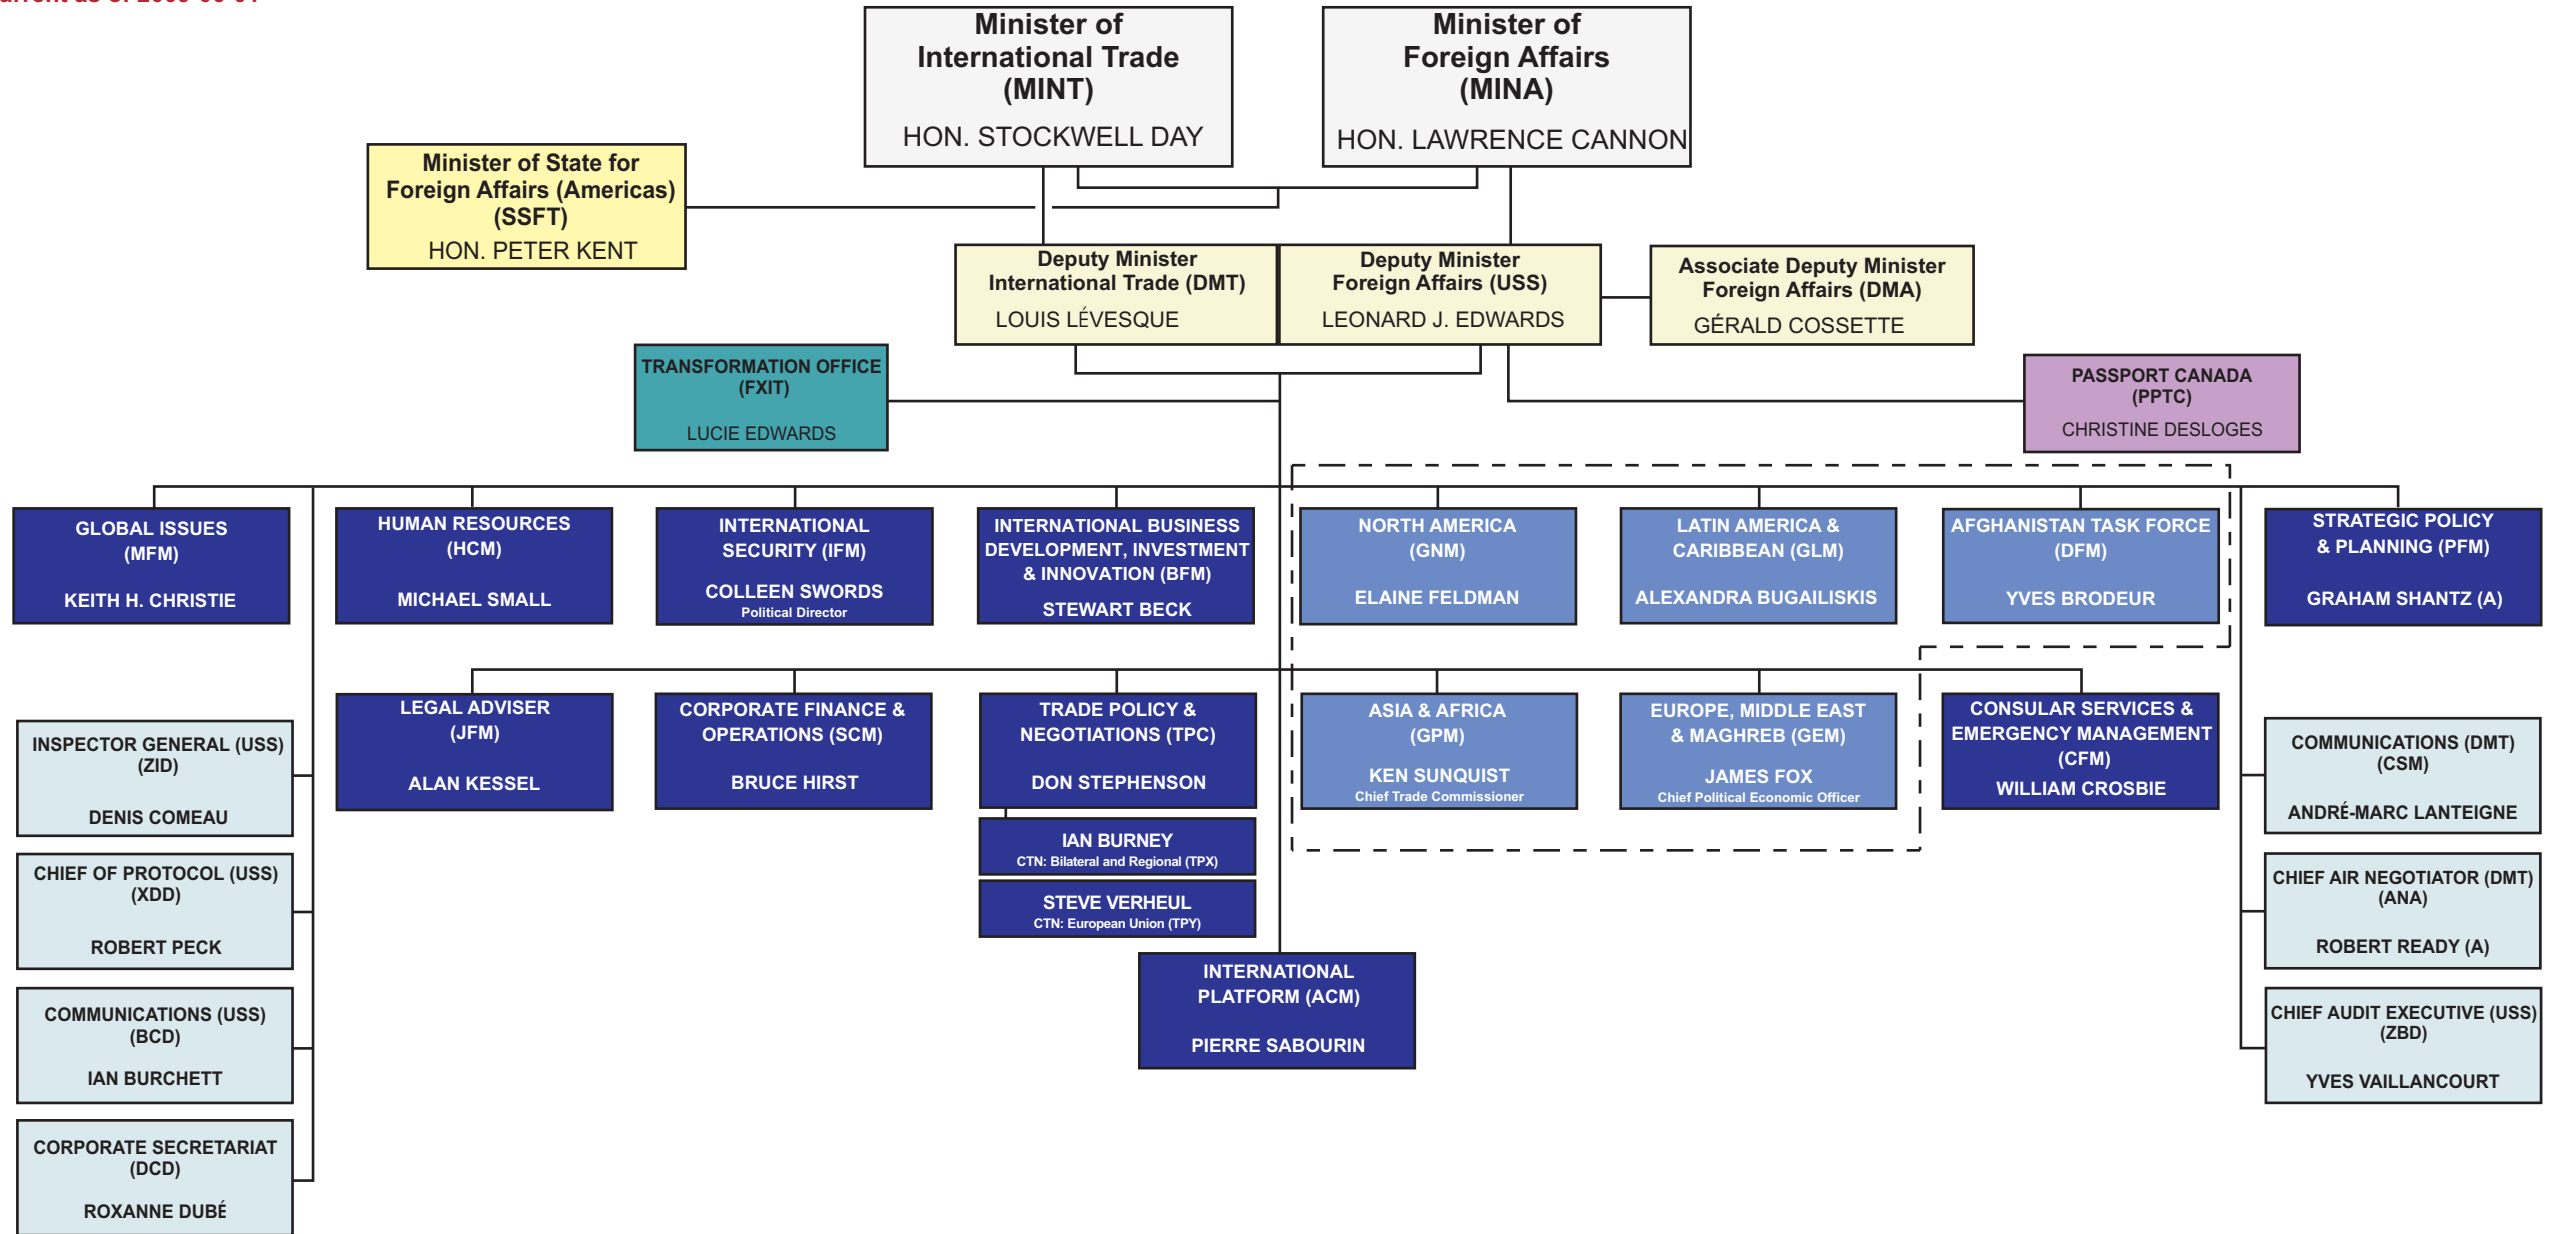 Minister of
International Trade
(MINT)
HON. STOCKWELL DAY
Minister of
Foreign Affairs
(MINA)
HON. LAWRENCE CANNON
Minister of State for
Foreign Affairs (Americas)
(SSFT)
HON. PETER KENT
Deputy Minister
International Trade (DMT)
LOUIS LÉVESQUE
Deputy Minister
Foreign Affairs (USS)
LEONARD J. EDWARDS
Associate Deputy Minister
Foreign Affairs (DMA)
GÉRALD COSSETTE
TRANSFORMATION OFFICE
(FXIT)
LUCIE EDWARDS
PASSPORT CANADA
(PPTC)
CHRISTINE DESLOGES
GLOBAL ISSUES
(MFM)
KEITH H. CHRISTIE
HUMAN RESOURCES
(HCM)
MICHAEL SMALL
INTERNATIONAL
SECURITY (IFM)
COLLEEN SWORDS
Political Director
INTERNATIONAL BUSINESS
DEVELOPMENT, INVESTMENT
& INNOVATION (BFM)
STEWART BECK
NORTH AMERICA
(GNM)
ELAINE FELDMAN
LATIN AMERICA &
CARIBBEAN (GLM)
ALEXANDRA BUGAILISKIS
AFGHANISTAN TASK FORCE
(DFM)
YVES BRODEUR
STRATEGIC POLICY
& PLANNING (PFM)
GRAHAM SHANTZ (A)
LEGAL ADVISER
(JFM)
ALAN KESSEL
CORPORATE FINANCE &
OPERATIONS (SCM)
BRUCE HIRST
TRADE POLICY &
NEGOTIATIONS (TPC)
DON STEPHENSON
IAN BURNEY
CTN: Bilateral and Regional (TPX)
STEVE VERHEUL
CTN: European Union (TPY)
ASIA & AFRICA
(GPM)
KEN SUNQUIST
Chief Trade Commissioner
EUROPE, MIDDLE EAST
& MAGHREB (GEM)
JAMES FOX
Chief Political Economic Officer
CONSULAR SERVICES &
EMERGENCY MANAGEMENT
(CFM)
WILLIAM CROSBIE
INTERNATIONAL
PLATFORM (ACM)
PIERRE SABOURIN
INSPECTOR GENERAL (USS)
(ZID)
DENIS COMEAU
CHIEF OF PROTOCOL (USS)
(XDD)
ROBERT PECK
COMMUNICATIONS (USS)
(BCD)
IAN BURCHETT
CORPORATE SECRETARIAT
(DCD)
ROXANNE DUBÉ
COMMUNICATIONS (DMT)
(CSM)
ANDRÉ-MARC LANTEIGNE
CHIEF AIR NEGOTIATOR (DMT)
(ANA)
ROBERT READY (A)
CHIEF AUDIT EXECUTIVE (USS)
(ZBD)
YVES VAILLANCOURT